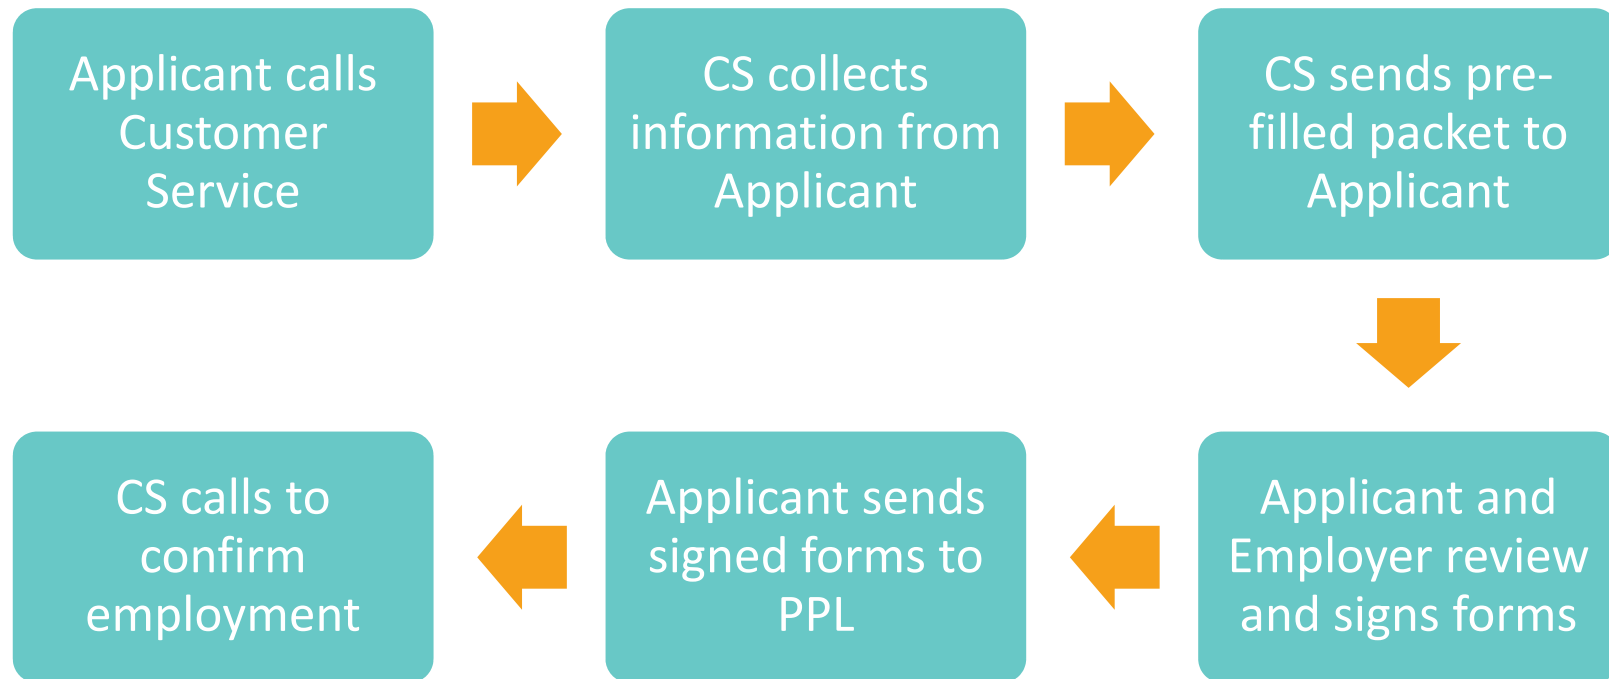 Applicant calls
Customer
Service
CS collects
information from
Applicant
CS sends pre-
filled packet to
Applicant
Applicant and
Employer review
and signs forms
Applicant sends
signed forms to
PPL
CS calls to
confirm
employment